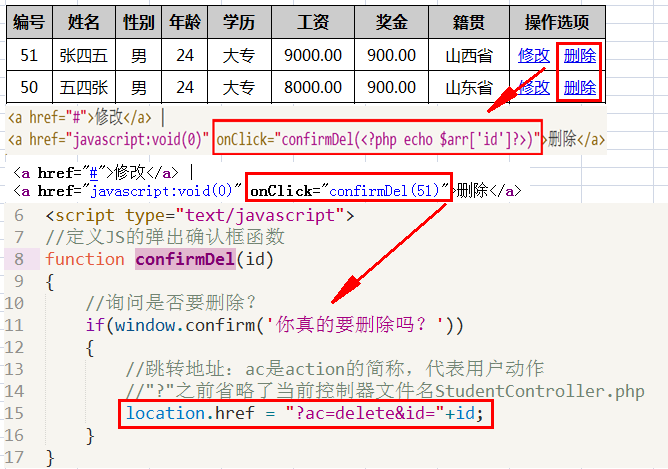 编号 姓名 性别 年龄 学历 工资 奖金 籍贯 操作选项
51 张四五 男 24 大专 9000.00 900.00 山西省 修改 删除
50 五四张 男 24 大专 8000.00 900.00 山东省 修改 删除
<a href="#">修改</a> |
<a href="javascript:void(0)" onClick="confirmDel(<?php echo $arr['id']?>)">删除</a>
<a href="#">修改</a> |
<a href="javascript:void(0)" onClick="confirmDel(51)">删除</a>
6 <script type="text/javascript">
7 //定义JS的弹出确认框函数
8 function confirmDel(id)
9 {
10 //询问是否要删除?
11 if(window.confirm('你真的要删除吗? '))
12 {
13 //跳转地址: ac是action的简称, 代表用户动作
14 //"?"之前省略了当前控制器文件名StudentController.php
15 location.href = "?ac=delete&id="+id;
16 }
17 }